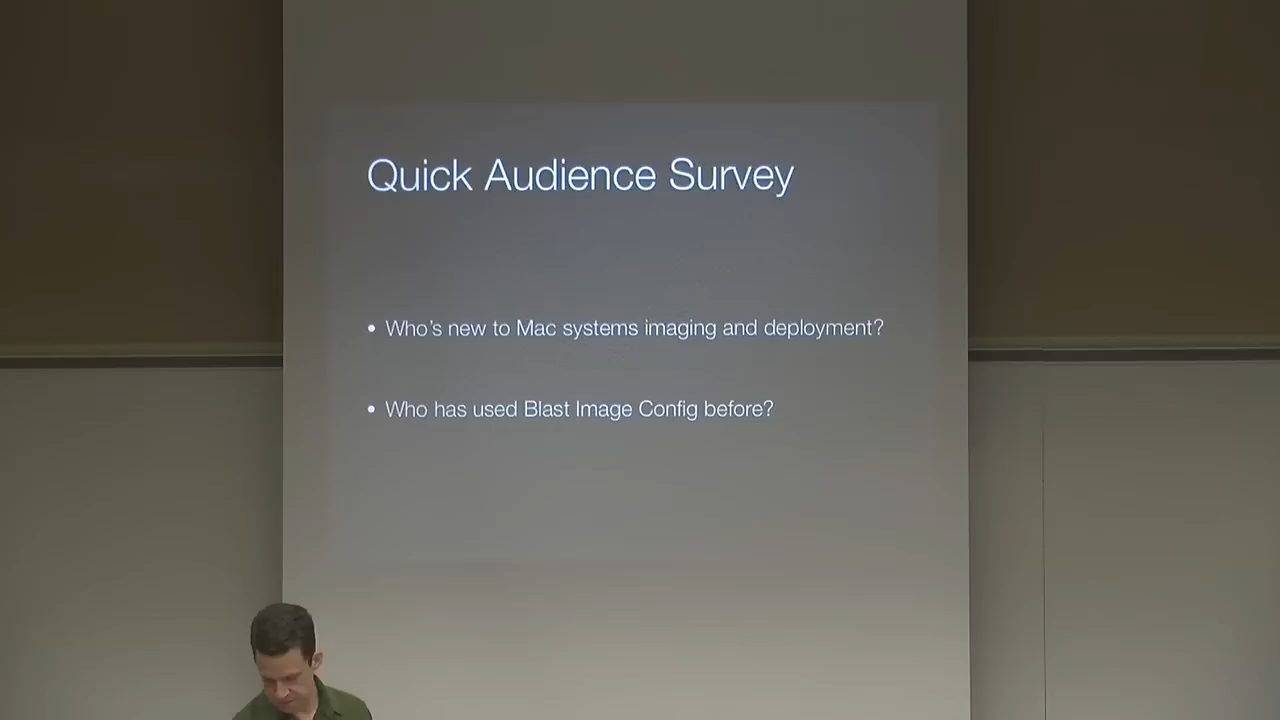 Quick Audience Survey
• Who's new to Mac systems imaging and deployment?
• Who has used Blast Image Config before?